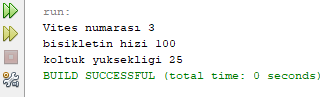 run:
Vites numarası 3
bisikletin hizi 100
koltuk yuksekligi 25
BUILD SUCCESSFUL (total time: 0 seconds)